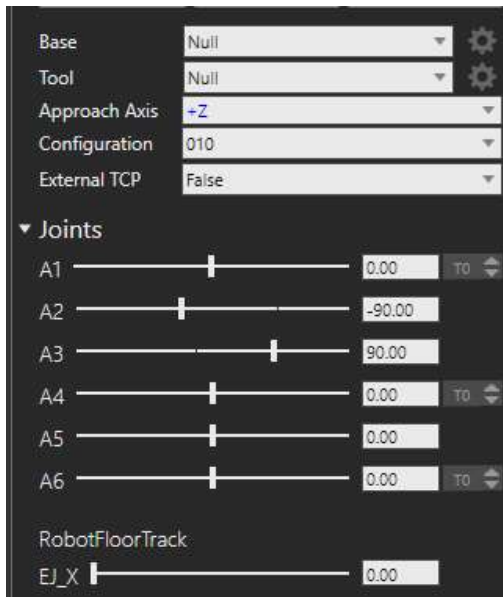 Base Null
Tool Null
Approach Axis +Z
Configuration 010
External TCP False
Joints
A1 0.00 T0
A2 -90.00
A3 90.00
A4 0.00 T0
A5 0.00
A6 0.00 T0
RobotFloorTrack
EJ_X 0.00